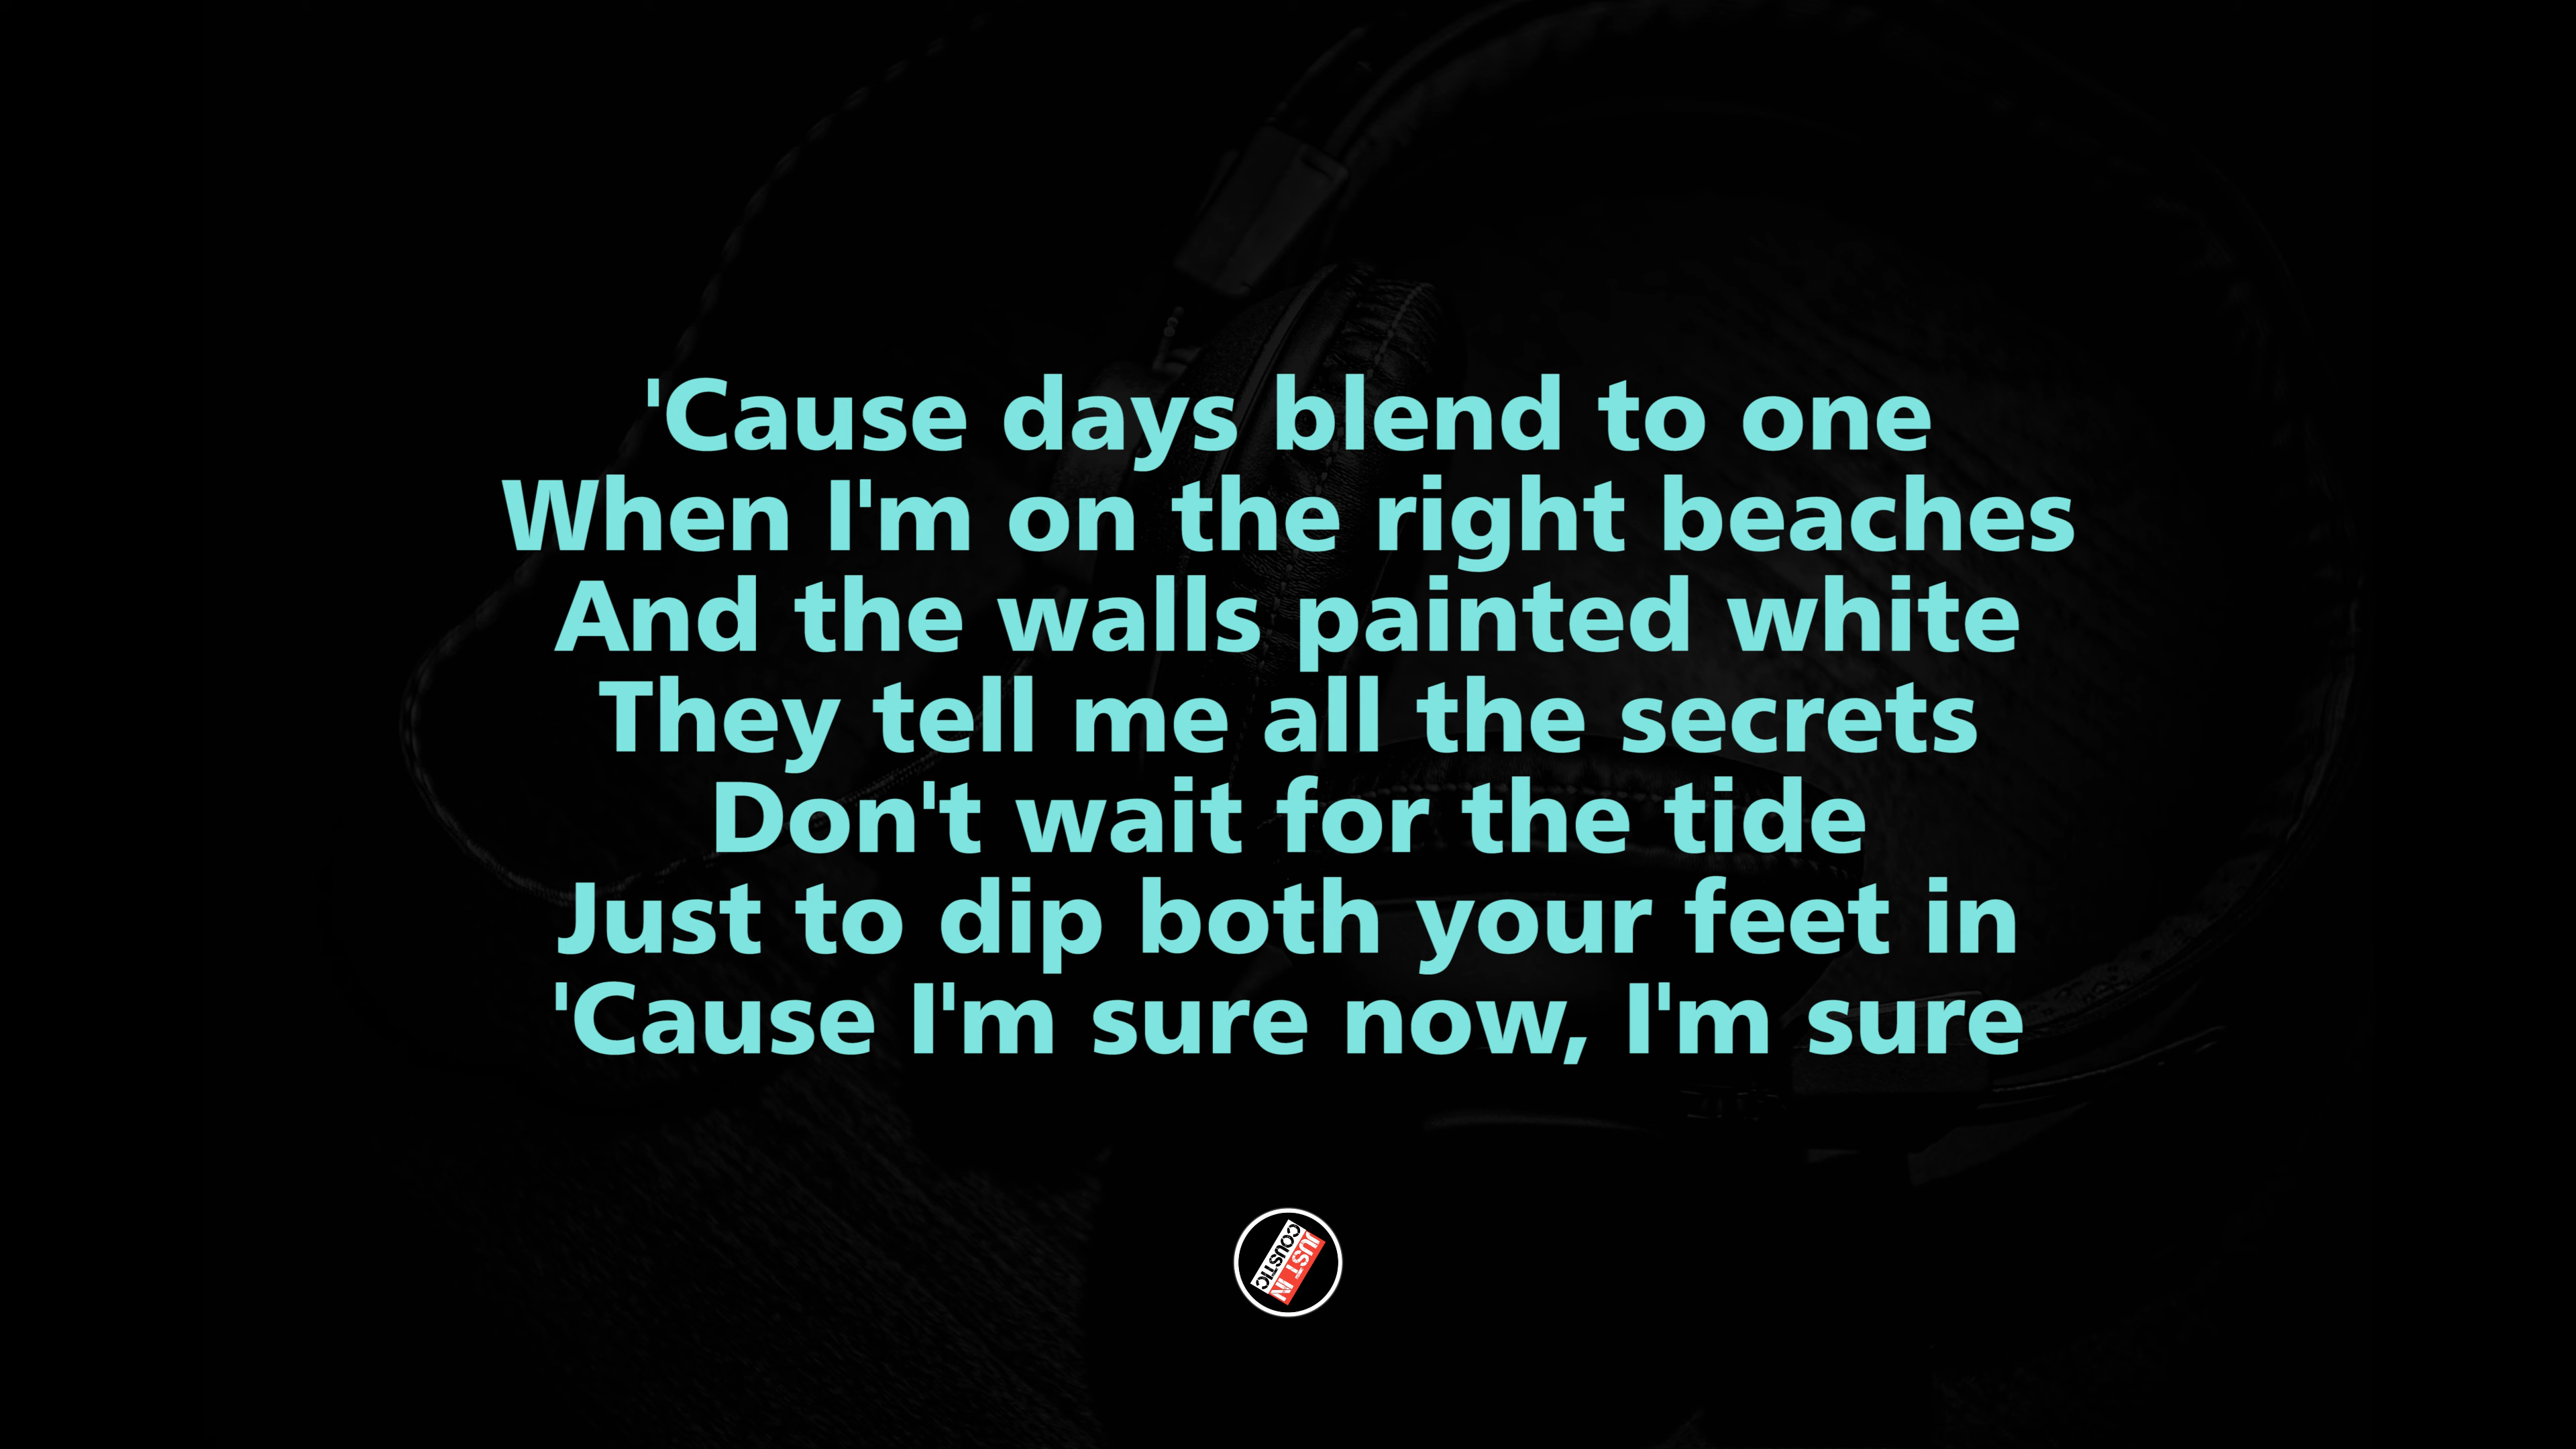 'Cause days blend to one
When I'm on the right beaches
And the walls painted white
They tell me all the secrets
Don't wait for the tide
Just to dip both your feet in
'Cause I'm sure now, I'm sure
JUST IN
COUSTIC